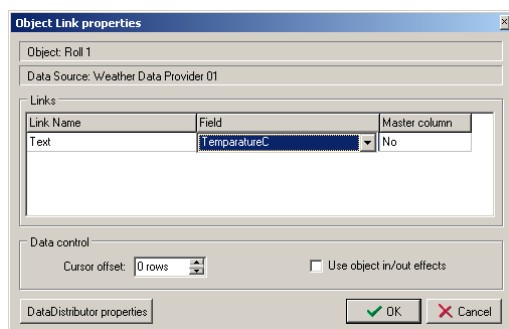 Object Link properties
Object: Roll 1
Data Source: Weather Data Provider 01
Links
Link Name Field Master column
Text TemparatureC No
Data control
Cursor offset: 0 rows Use object in/out effects
DataDistributor properties OK Cancel